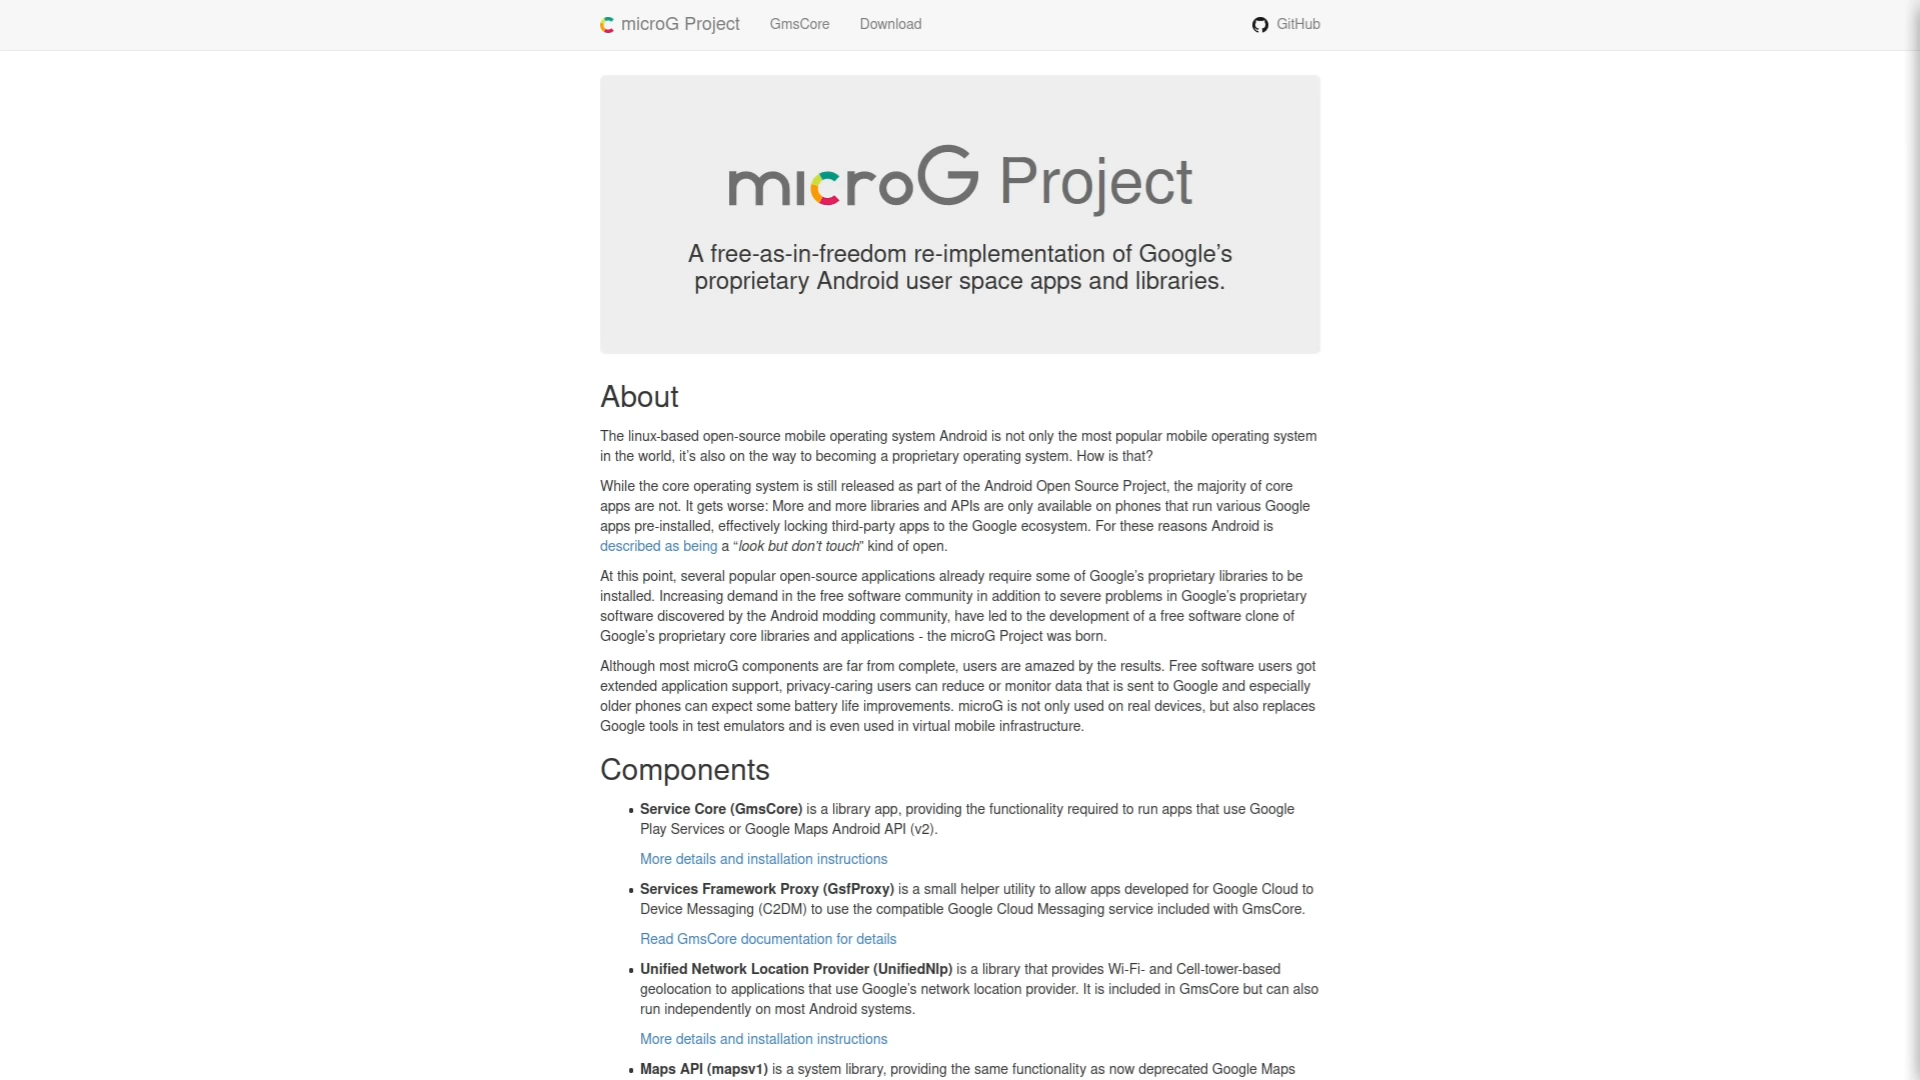 microG Project GmsCore Download GitHub
microG Project
A free-as-in-freedom re-implementation of Google’s
proprietary Android user space apps and libraries.
About
The linux-based open-source mobile operating system Android is not only the most popular mobile operating system
in the world, it’s also on the way to becoming a proprietary operating system. How is that?
While the core operating system is still released as part of the Android Open Source Project, the majority of core
apps are not. It gets worse: More and more libraries and APIs are only available on phones that run various Google
apps pre-installed, effectively locking third-party apps to the Google ecosystem. For these reasons Android is
described as being a “look but don’t touch” kind of open.
At this point, several popular open-source applications already require some of Google’s proprietary libraries to be
installed. Increasing demand in the free software community in addition to severe problems in Google’s proprietary
software discovered by the Android modding community, have led to the development of a free software clone of
Google’s proprietary core libraries and applications - the microG Project was born.
Although most microG components are far from complete, users are amazed by the results. Free software users got
extended application support, privacy-caring users can reduce or monitor data that is sent to Google and especially
older phones can expect some battery life improvements. microG is not only used on real devices, but also replaces
Google tools in test emulators and is even used in virtual mobile infrastructure.
Components
• Service Core (GmsCore) is a library app, providing the functionality required to run apps that use Google
Play Services or Google Maps Android API (v2).
More details and installation instructions
• Services Framework Proxy (GsfProxy) is a small helper utility to allow apps developed for Google Cloud to
Device Messaging (C2DM) to use the compatible Google Cloud Messaging service included with GmsCore.
Read GmsCore documentation for details
• Unified Network Location Provider (UnifiedNlp) is a library that provides Wi-Fi- and Cell-tower-based
geolocation to applications that use Google’s network location provider. It is included in GmsCore but can also
run independently on most Android systems.
More details and installation instructions
• Maps API (mapsv1) is a system library, providing the same functionality as now deprecated Google Maps